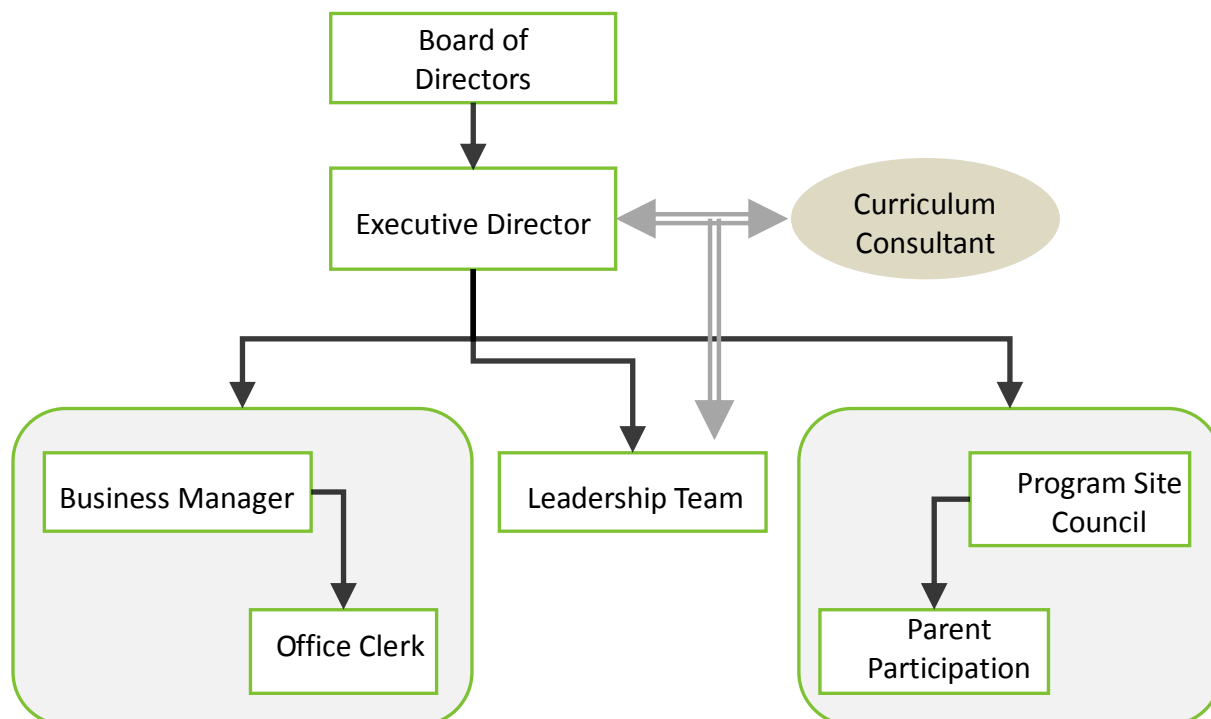 Board of
Directors
Executive Director
Curriculum
Consultant
Business Manager
Leadership Team
Program Site
Council
Office Clerk
Parent
Participation